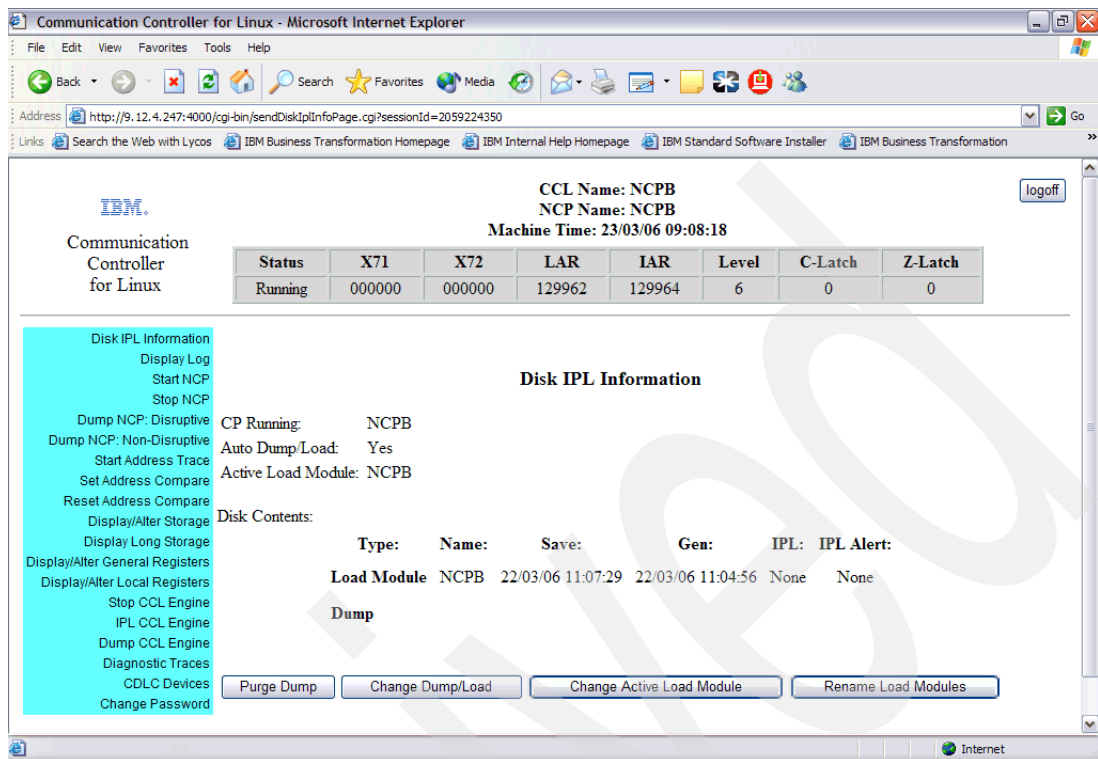 Communication Controller for Linux - Microsoft Internet Explorer
File Edit View Favorites Tools Help
Back Search Favorites Media
Address http://9.12.4.247:4000/cgi-bin/sendDiskIplInfoPage.cgi?sessionId=2059224350 Go
Links Search the Web with Lycos IBM Business Transformation Homepage IBM Internal Help Homepage IBM Standard Software Installer IBM Business Transformation »
IBM.
Communication
Controller
for Linux
CCL Name: NCPB
NCP Name: NCPB
Machine Time: 23/03/06 09:08:18
logoff
Status X71 X72 LAR IAR Level C-Latch Z-Latch
Running 000000 000000 129962 129964 6 0 0
Disk IPL Information
Display Log
Start NCP
Stop NCP
Dump NCP: Disruptive
Dump NCP: Non-Disruptive
Start Address Trace
Set Address Compare
Reset Address Compare
Display/Alter Storage
Display Long Storage
Display/Alter General Registers
Display/Alter Local Registers
Stop CCL Engine
IPL CCL Engine
Dump CCL Engine
Diagnostic Traces
CDLC Devices
Change Password
Disk IPL Information
CP Running: NCPB
Auto Dump/Load: Yes
Active Load Module: NCPB
Disk Contents:
Type: Name: Save: Gen: IPL: IPL Alert:
Load Module NCPB 22/03/06 11:07:29 22/03/06 11:04:56 None None
Dump
Purge Dump Change Dump/Load Change Active Load Module Rename Load Modules
Internet